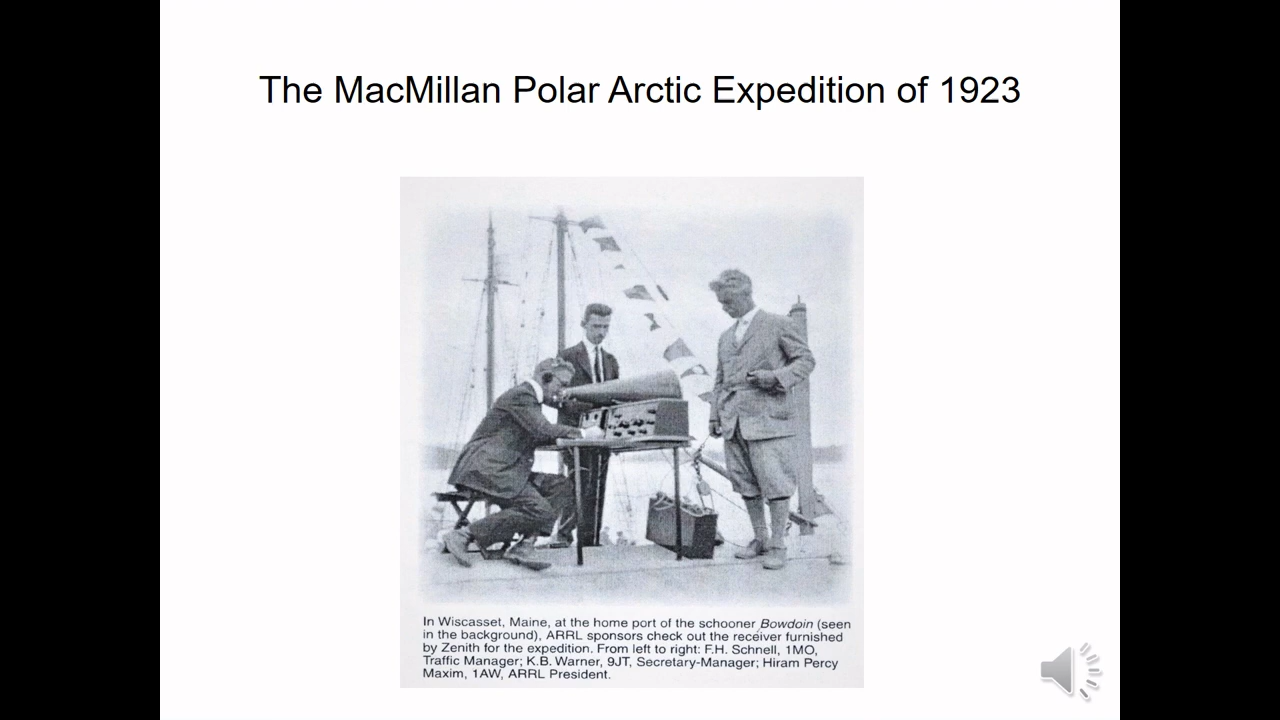 The MacMillan Polar Arctic Expedition of 1923
In Wiscasset, Maine, at the home port of the schooner Bowdoin (seen
in the background), ARRL sponsors check out the receiver furnished
by Zenith for the expedition. From left to right: F.H. Schnell, 1MO,
Traffic Manager; K.B. Warner, 9JT, Secretary-Manager; Hiram Percy
Maxim, 1AW, ARRL President.